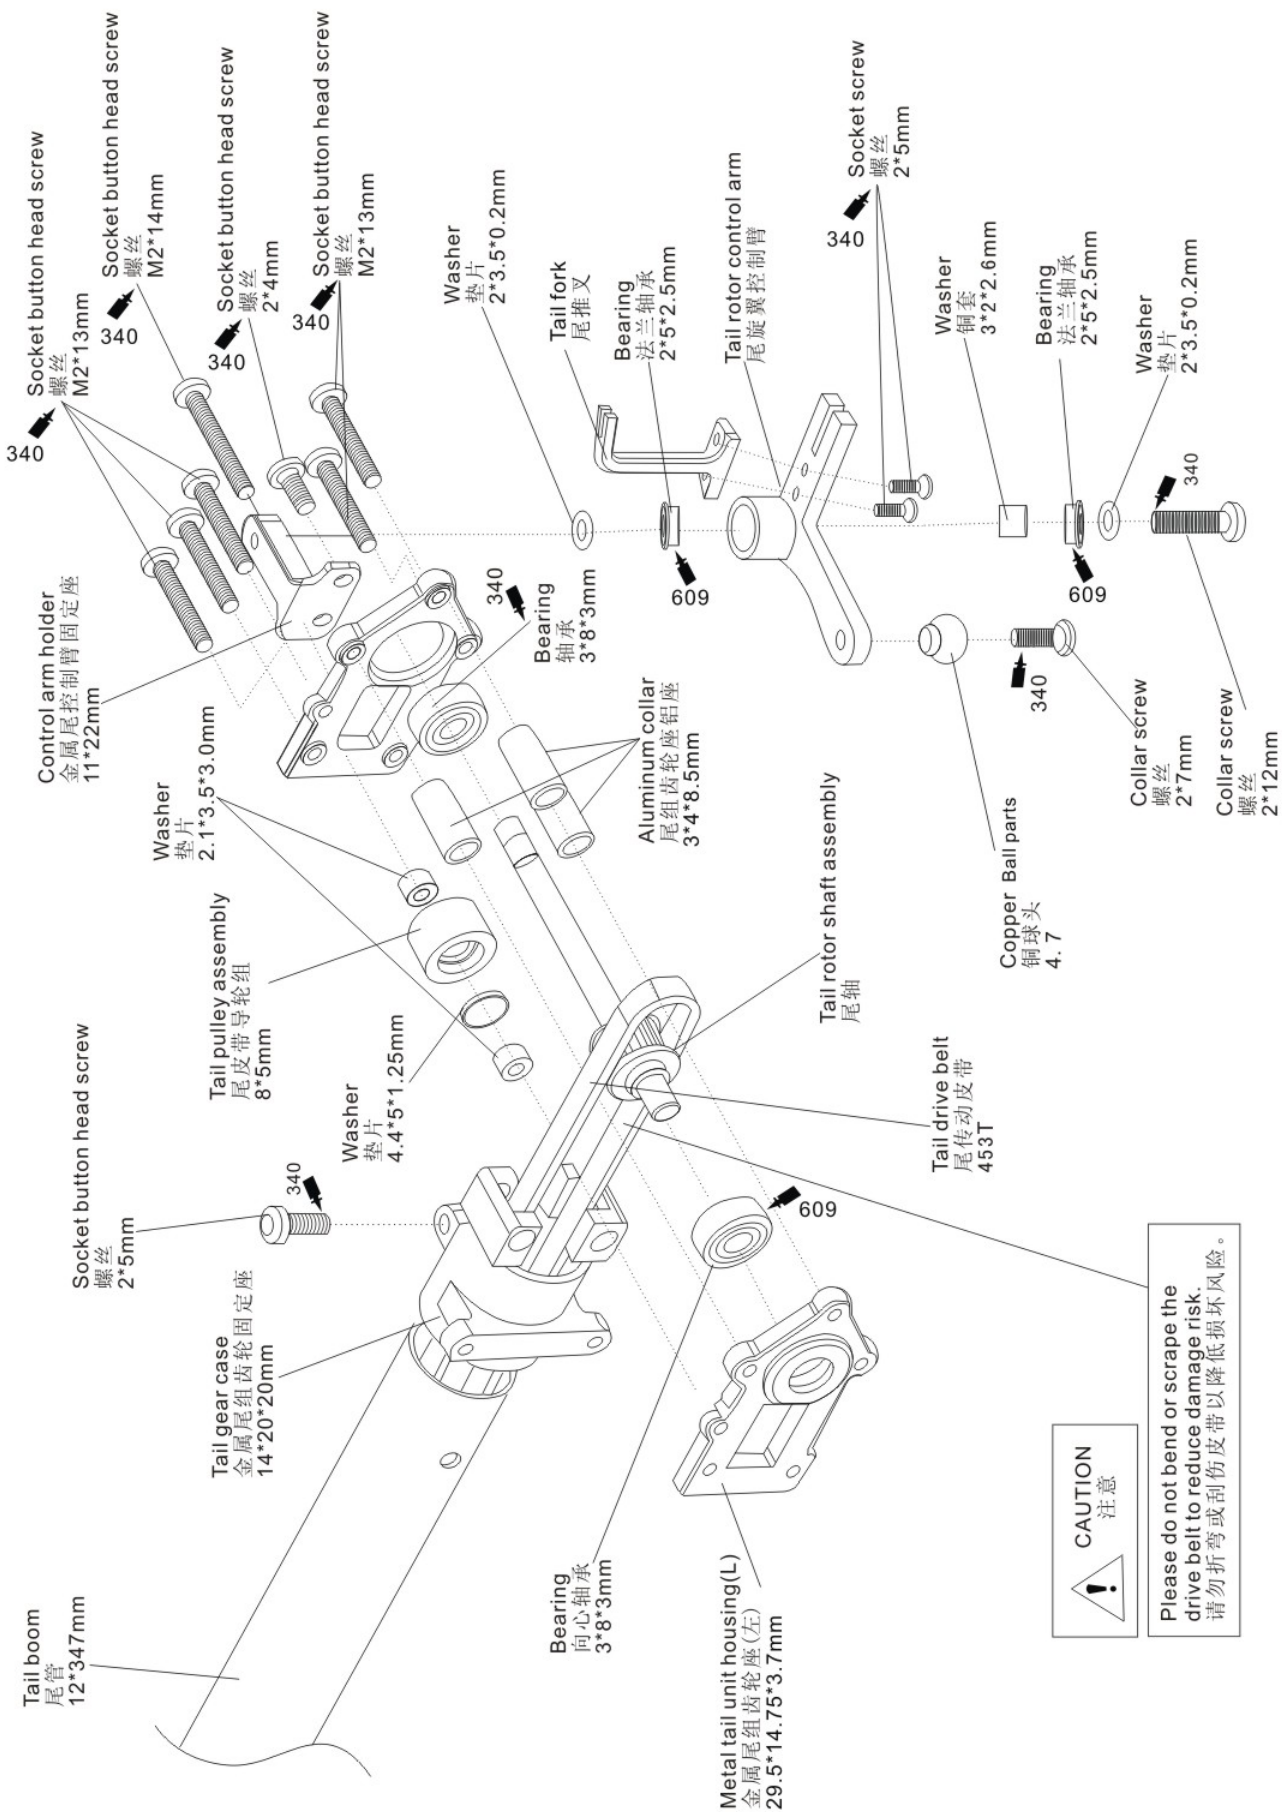 Tail boom
尾管
12*347mm
Tail gear case
金属尾组齿轮固定座
14*20*20mm
Socket button head screw
螺丝
2*5mm
340
Tail pulley assembly
尾皮带导轮组
8*5mm
Washer
垫片
4.4*5*1.25mm
Washer
垫片
2.1*3.5*3.0mm
Control arm holder
金属尾控制臂固定座
11*22mm
Socket button head screw
螺丝
M2*13mm
340
Socket button head screw
螺丝
M2*14mm
340
Socket button head screw
螺丝
2*4mm
340
Socket button head screw
螺丝
M2*13mm
340
Washer
垫片
2*3.5*0.2mm
Tail fork
尾推叉
Bearing
法兰轴承
2*5*2.5mm
609
Tail rotor control arm
尾旋翼控制臂
Socket screw
螺丝
2*5mm
340
Washer
铜套
3*2*2.6mm
Bearing
法兰轴承
2*5*2.5mm
609
Washer
垫片
2*3.5*0.2mm
340
Bearing
轴承
3*8*3mm
340
Aluminum collar
尾组齿轮座铝座
3*4*8.5mm
Tail rotor shaft assembly
尾轴
Copper Ball parts
铜球头
4.7
340
Collar screw
螺丝
2*7mm
Collar screw
螺丝
2*12mm
Tail drive belt
尾传动皮带
453T
609
Bearing
向心轴承
3*8*3mm
Metal tail unit housing(L)
金属尾组齿轮座(左)
29.5*14.75*3.7mm
CAUTION
注意
Please do not bend or scrape the
drive belt to reduce damage risk.
请勿折弯或刮伤皮带以降低损坏风险。